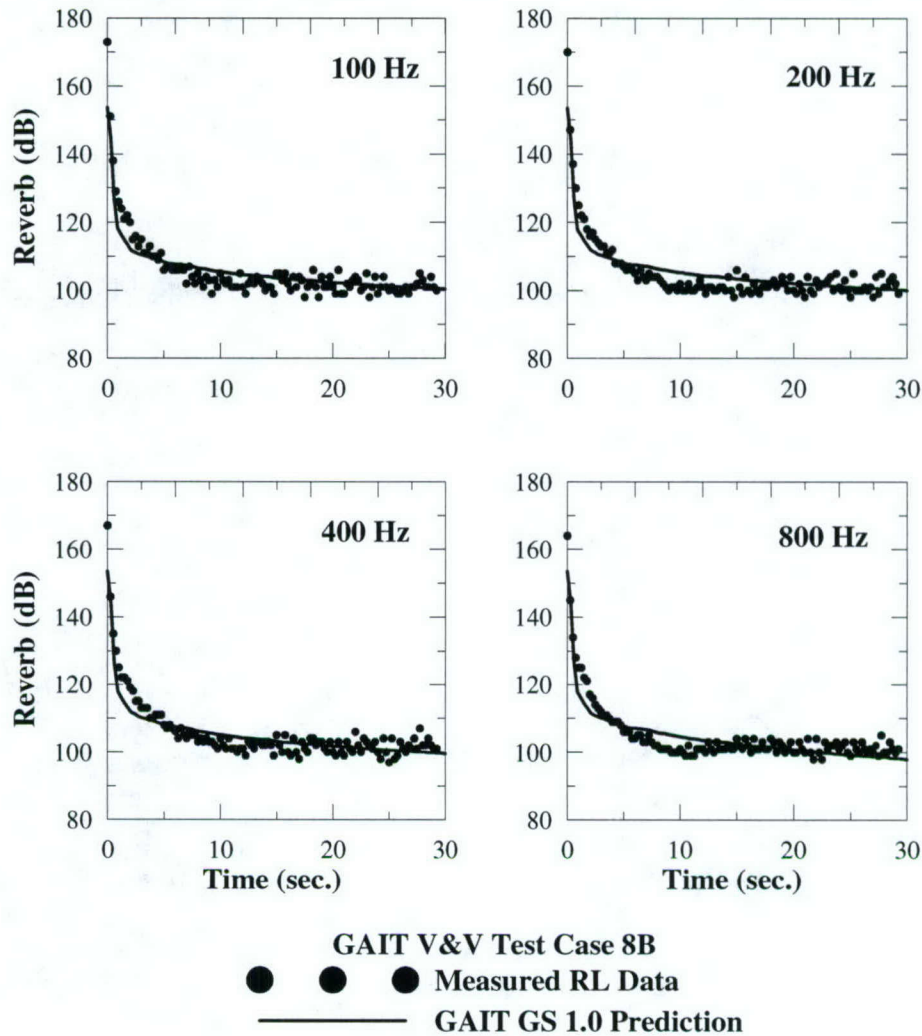 180
160
140
120
100
80
Reverb (dB)
100 Hz
0 10 20 30
180
160
140
120
100
80
200 Hz
0 10 20 30
180
160
140
120
100
80
Reverb (dB)
400 Hz
0 10 20 30
Time (sec.)
180
160
140
120
100
80
800 Hz
0 10 20 30
Time (sec.)
GAIT V&V Test Case 8B
Measured RL Data
GAIT GS 1.0 Prediction